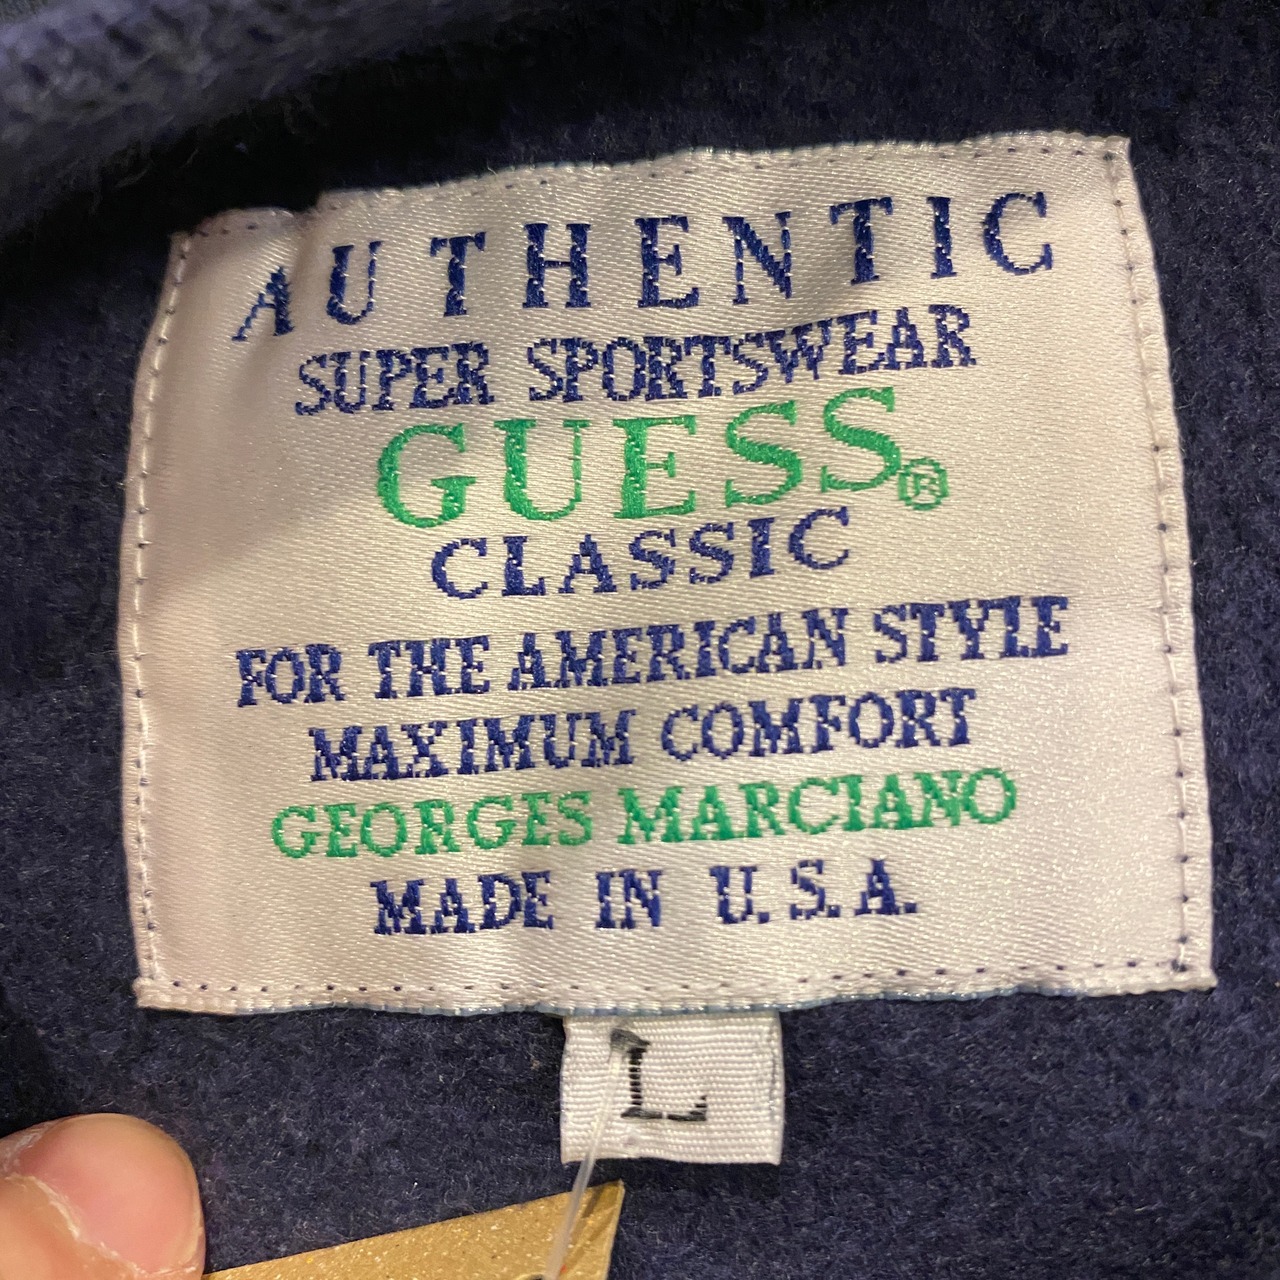 AUTHENTIC
SUPER SPORTSWEAR
GUESS®
CLASSIC
FOR THE AMERICAN STYLE
MAXIMUM COMFORT
GEORGES MARCIANO
MADE IN U.S.A.
L